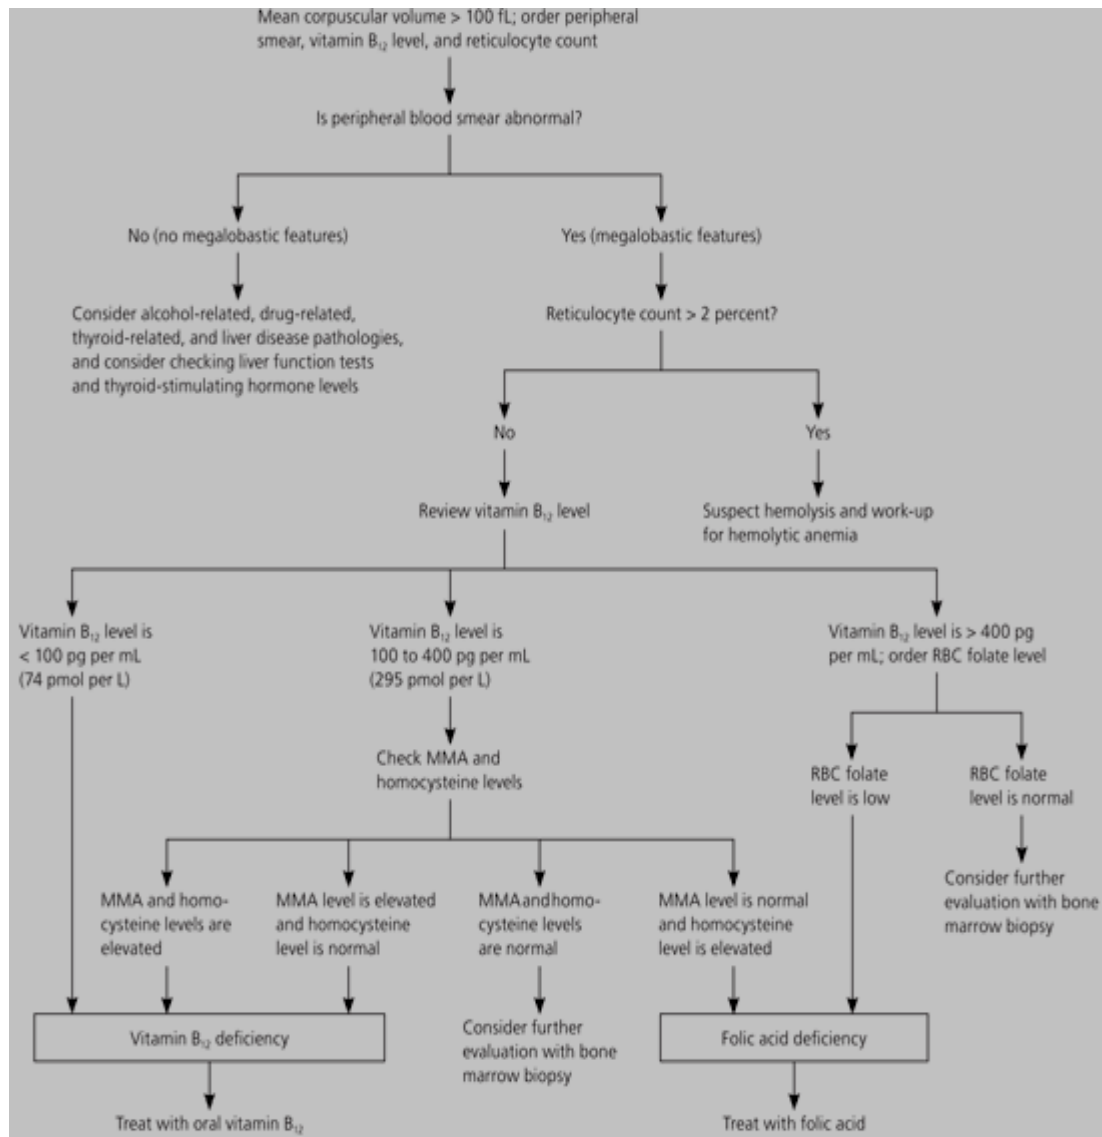 Mean corpuscular volume > 100 fL; order peripheral
smear, vitamin B₁₂ level, and reticulocyte count
Is peripheral blood smear abnormal?
No (no megalobastic features)
Yes (megalobastic features)
Consider alcohol-related, drug-related,
thyroid-related, and liver disease pathologies,
and consider checking liver function tests
and thyroid-stimulating hormone levels
Reticulocyte count > 2 percent?
No
Yes
Review vitamin B₁₂ level
Suspect hemolysis and work-up
for hemolytic anemia
Vitamin B₁₂ level is
< 100 pg per mL
(74 pmol per L)
Vitamin B₁₂ level is
100 to 400 pg per mL
(295 pmol per L)
Vitamin B₁₂ level is > 400 pg
per mL; order RBC folate level
Check MMA and
homocysteine levels
RBC folate
level is low
RBC folate
level is normal
MMA and homo-
cysteine levels are
elevated
MMA level is elevated
and homocysteine
level is normal
MMA and homo-
cysteine levels
are normal
MMA level is normal
and homocysteine
level is elevated
Consider further
evaluation with bone
marrow biopsy
Vitamin B₁₂ deficiency
Consider further
evaluation with bone
marrow biopsy
Folic acid deficiency
Treat with oral vitamin B₁₂
Treat with folic acid